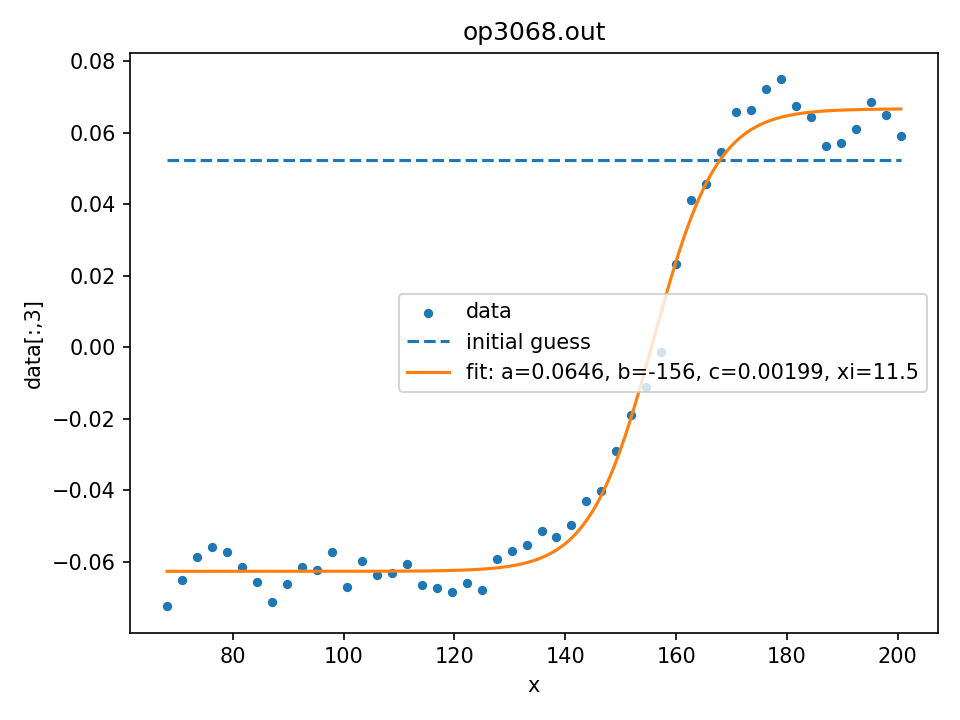 op3068.out
0.08
0.06
0.04
0.02
0.00
−0.02
−0.04
−0.06
data[:,3]
data
initial guess
fit: a=0.0646, b=-156, c=0.00199, xi=11.5
80 100 120 140 160 180 200
x